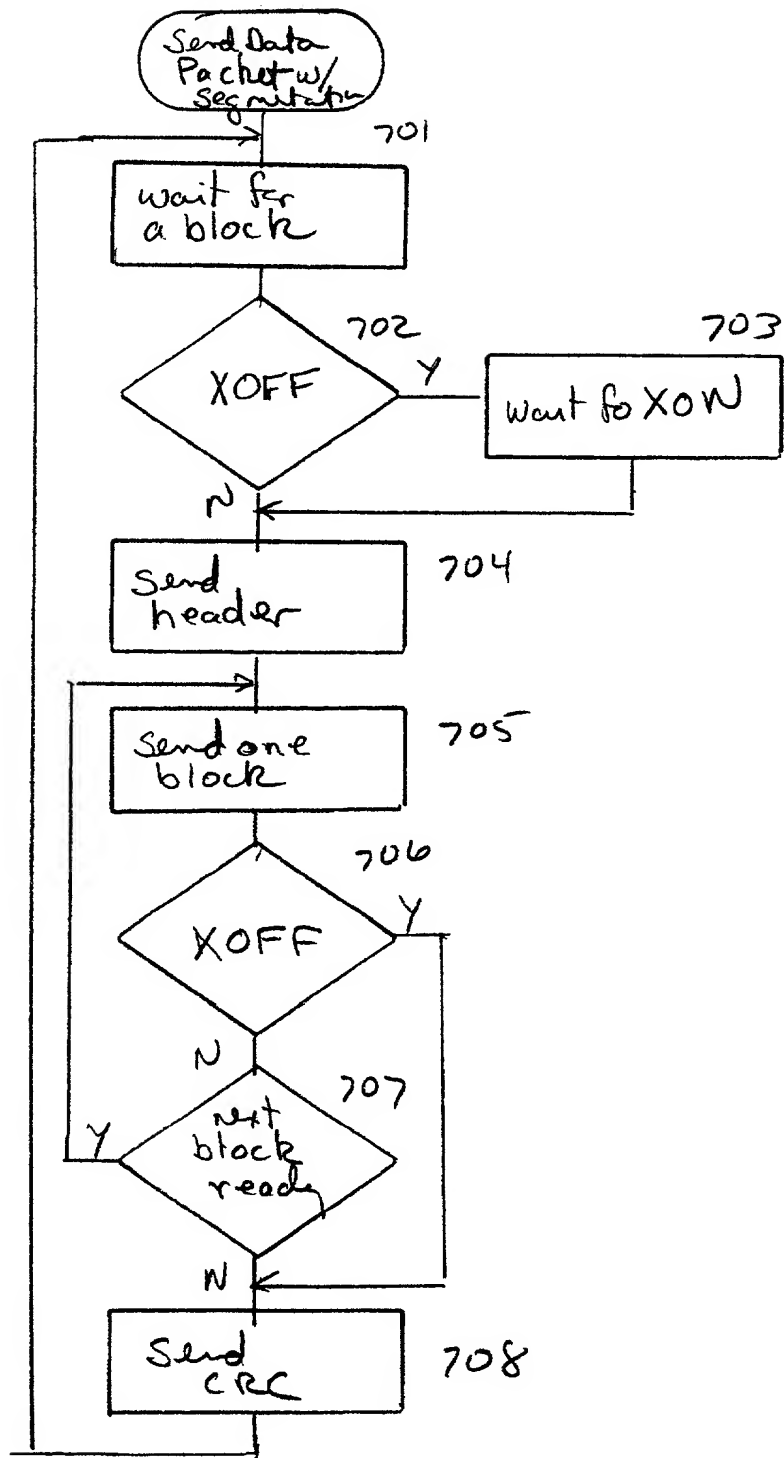 Send Data
Packet w/
701
wait for
a block
702
703
XOFF
Y
wait fo XON
N
704
Send
header
705
send one
block
706
Y
XOFF
N
707
next
Y
block
ready
N
Send
CRC
708